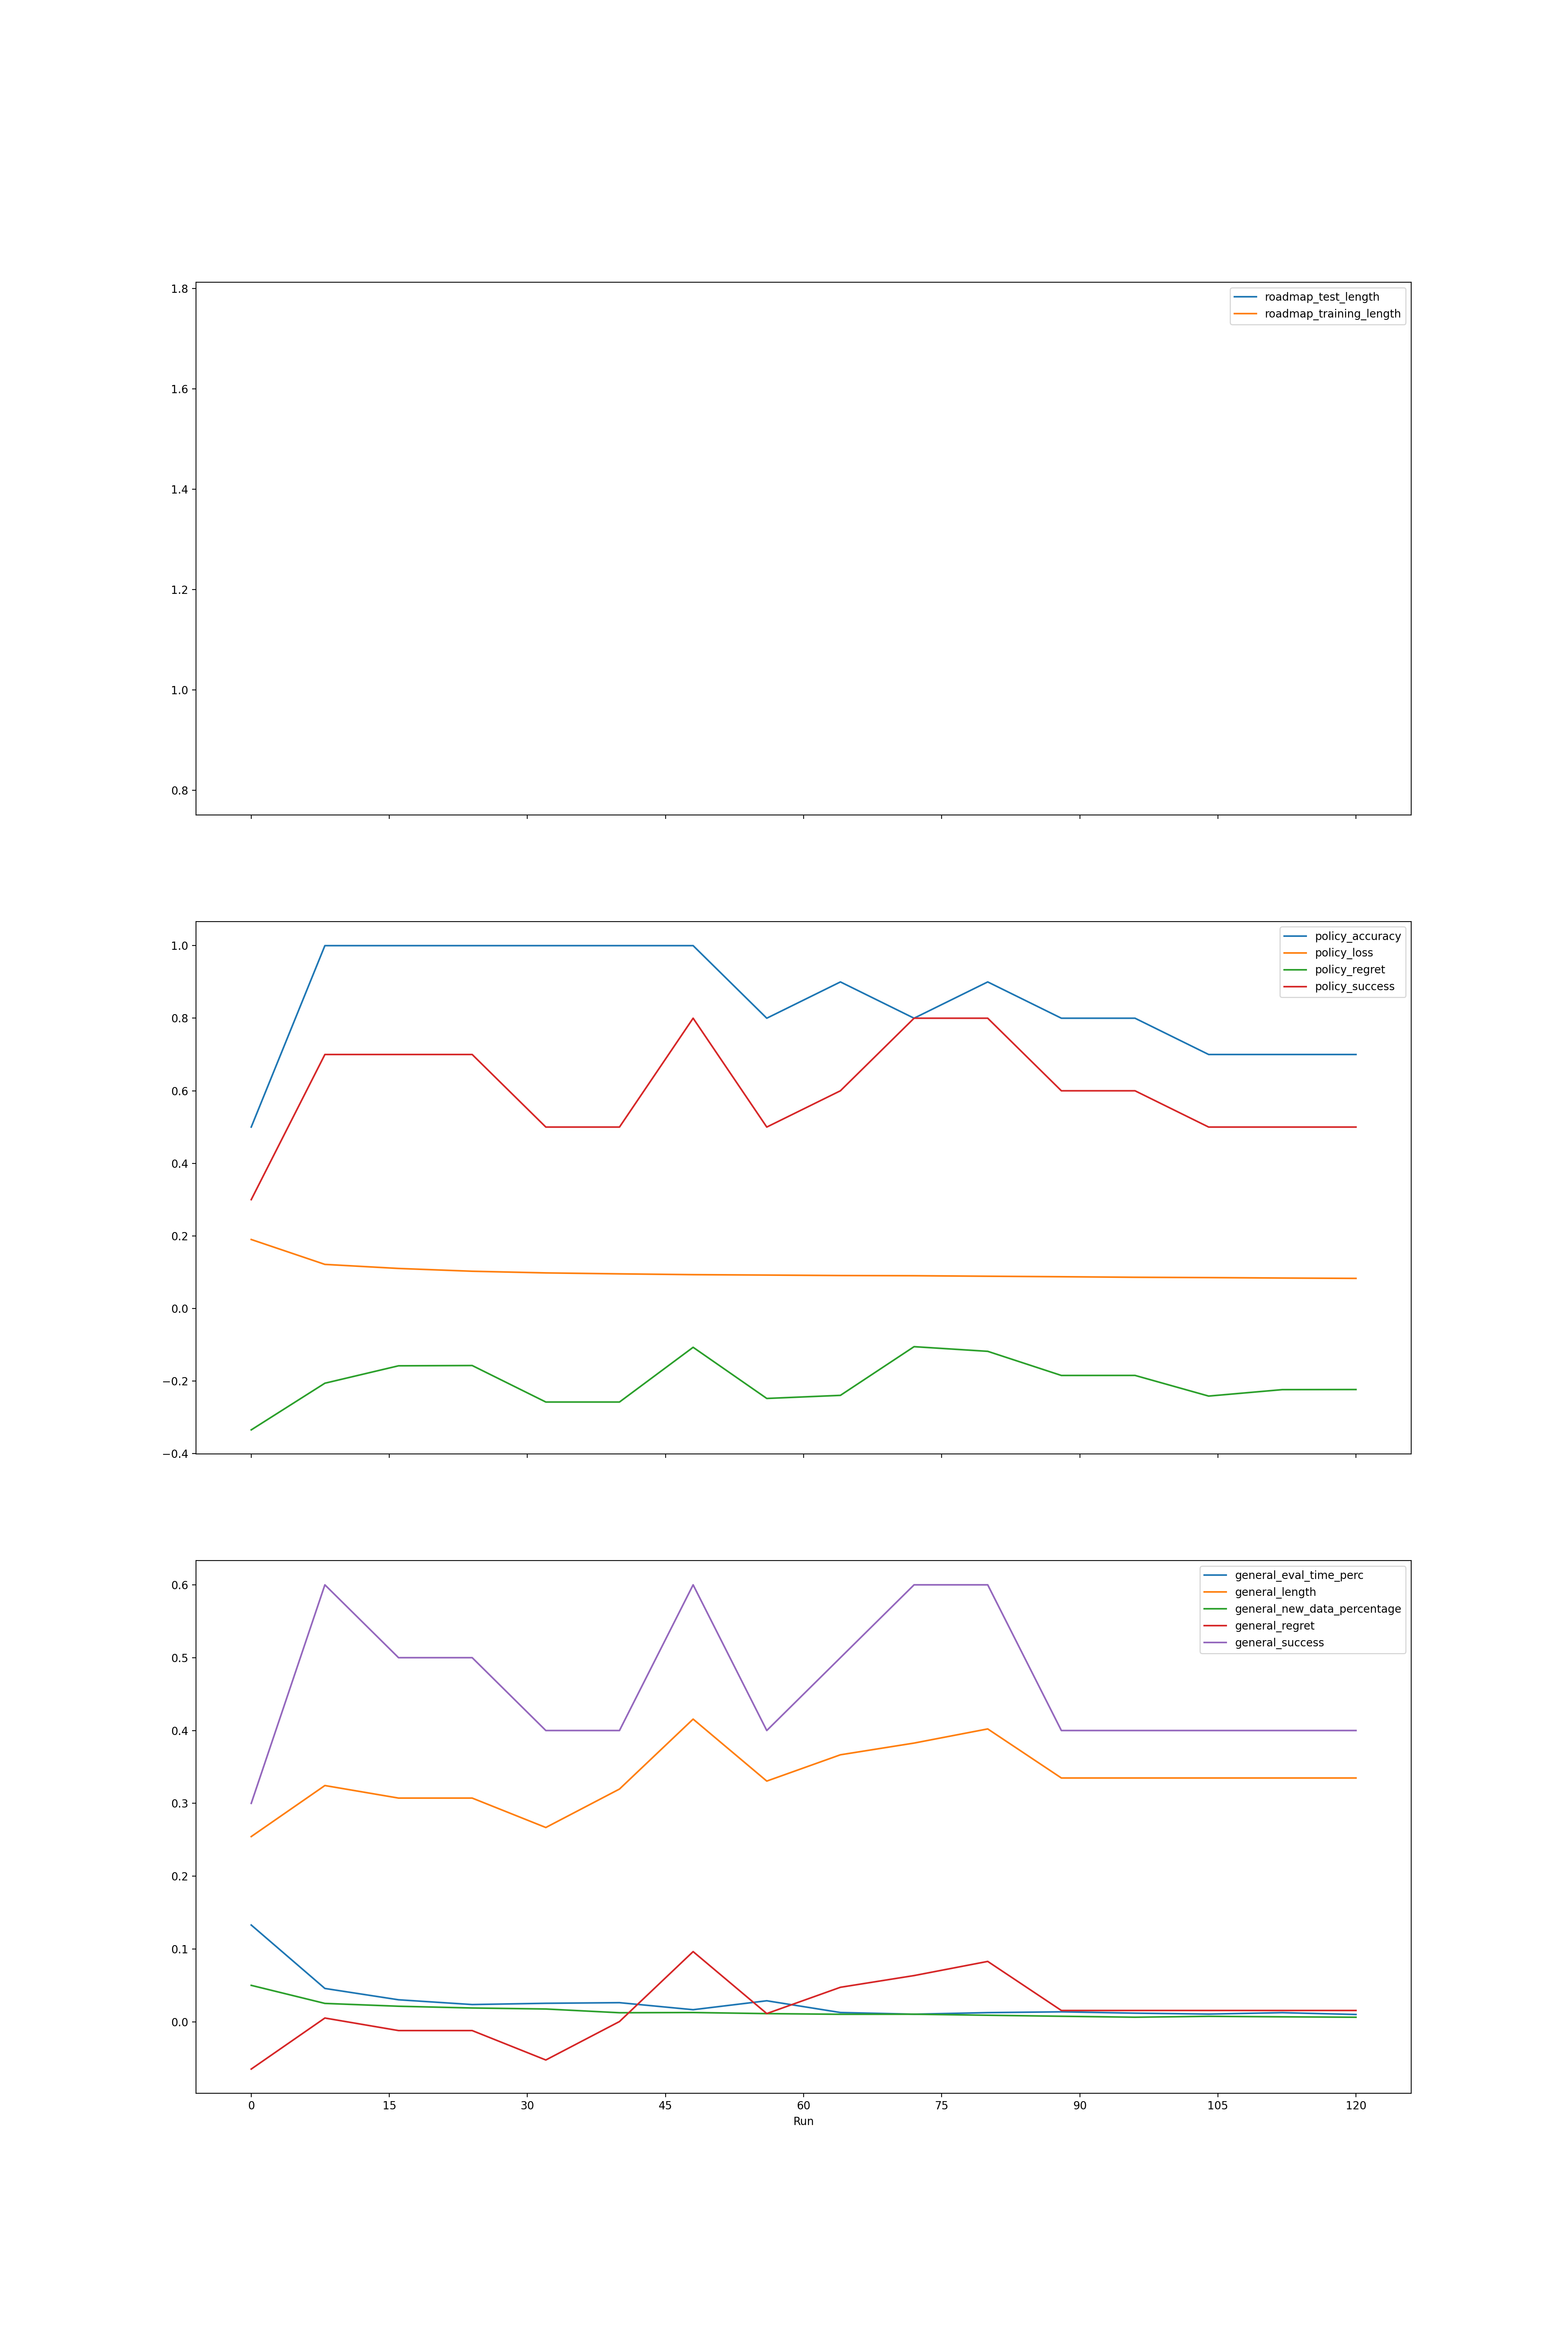 1.8
1.6
1.4
1.2
1.0
0.8
roadmap_test_length
roadmap_training_length
1.0
0.8
0.6
0.4
0.2
0.0
−0.2
−0.4
policy_accuracy
policy_loss
policy_regret
policy_success
0.6
0.5
0.4
0.3
0.2
0.1
0.0
general_eval_time_perc
general_length
general_new_data_percentage
general_regret
general_success
0 15 30 45 60 75 90 105 120
Run